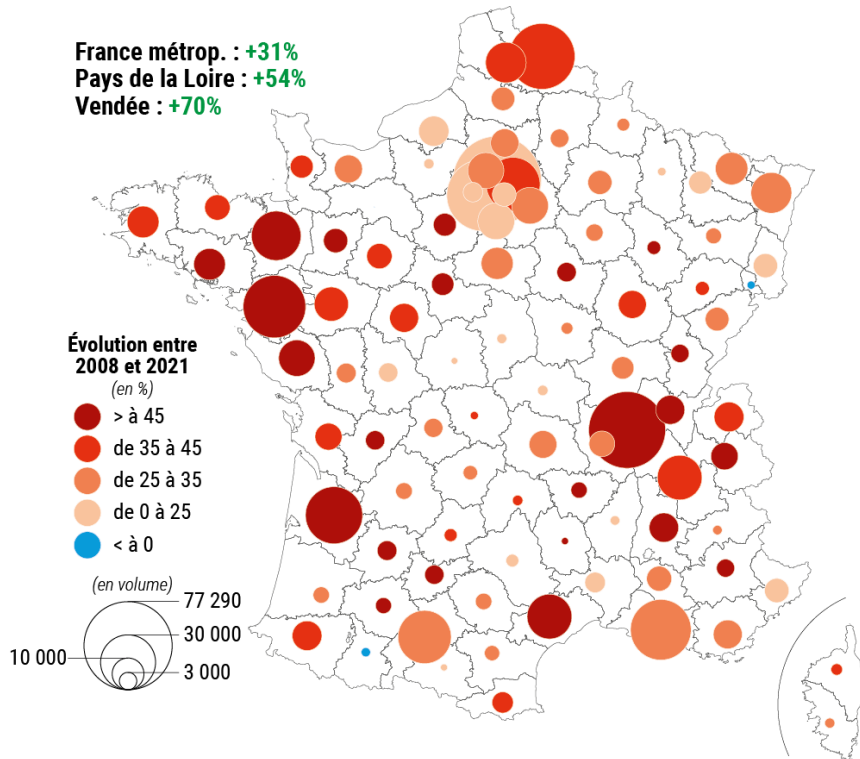 France métrop. : +31%
Pays de la Loire : +54%
Vendée : +70%
Évolution entre
2008 et 2021
(en %)
> à 45
de 35 à 45
de 25 à 35
de 0 à 25
< à 0
(en volume)
77 290
30 000
10 000
3 000